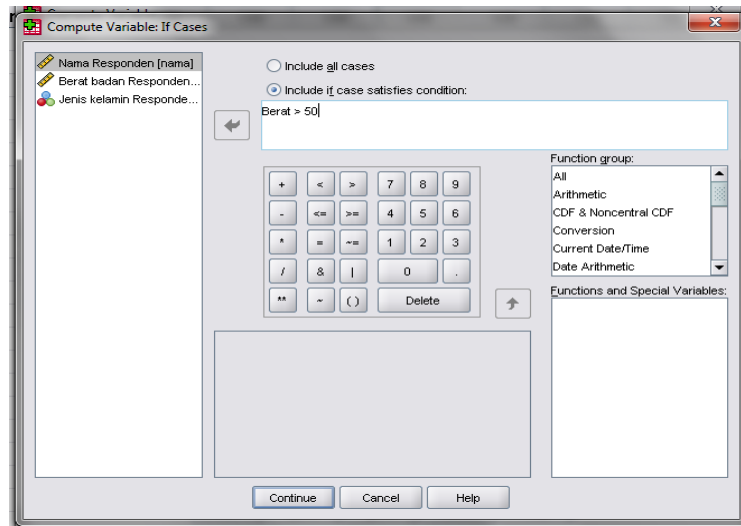 Compute Variable: If Cases
Nama Responden [nama]
Berat badan Responden...
Jenis kelamin Responde...
Include all cases
Include if case satisfies condition:
Berat > 50
+ < > 7 8 9
- <= >= 4 5 6
* = ~= 1 2 3
/ & | 0 .
** ~ ( ) Delete
Function group:
All
Arithmetic
CDF & Noncentral CDF
Conversion
Current Date/Time
Date Arithmetic
Functions and Special Variables:
Continue Cancel Help